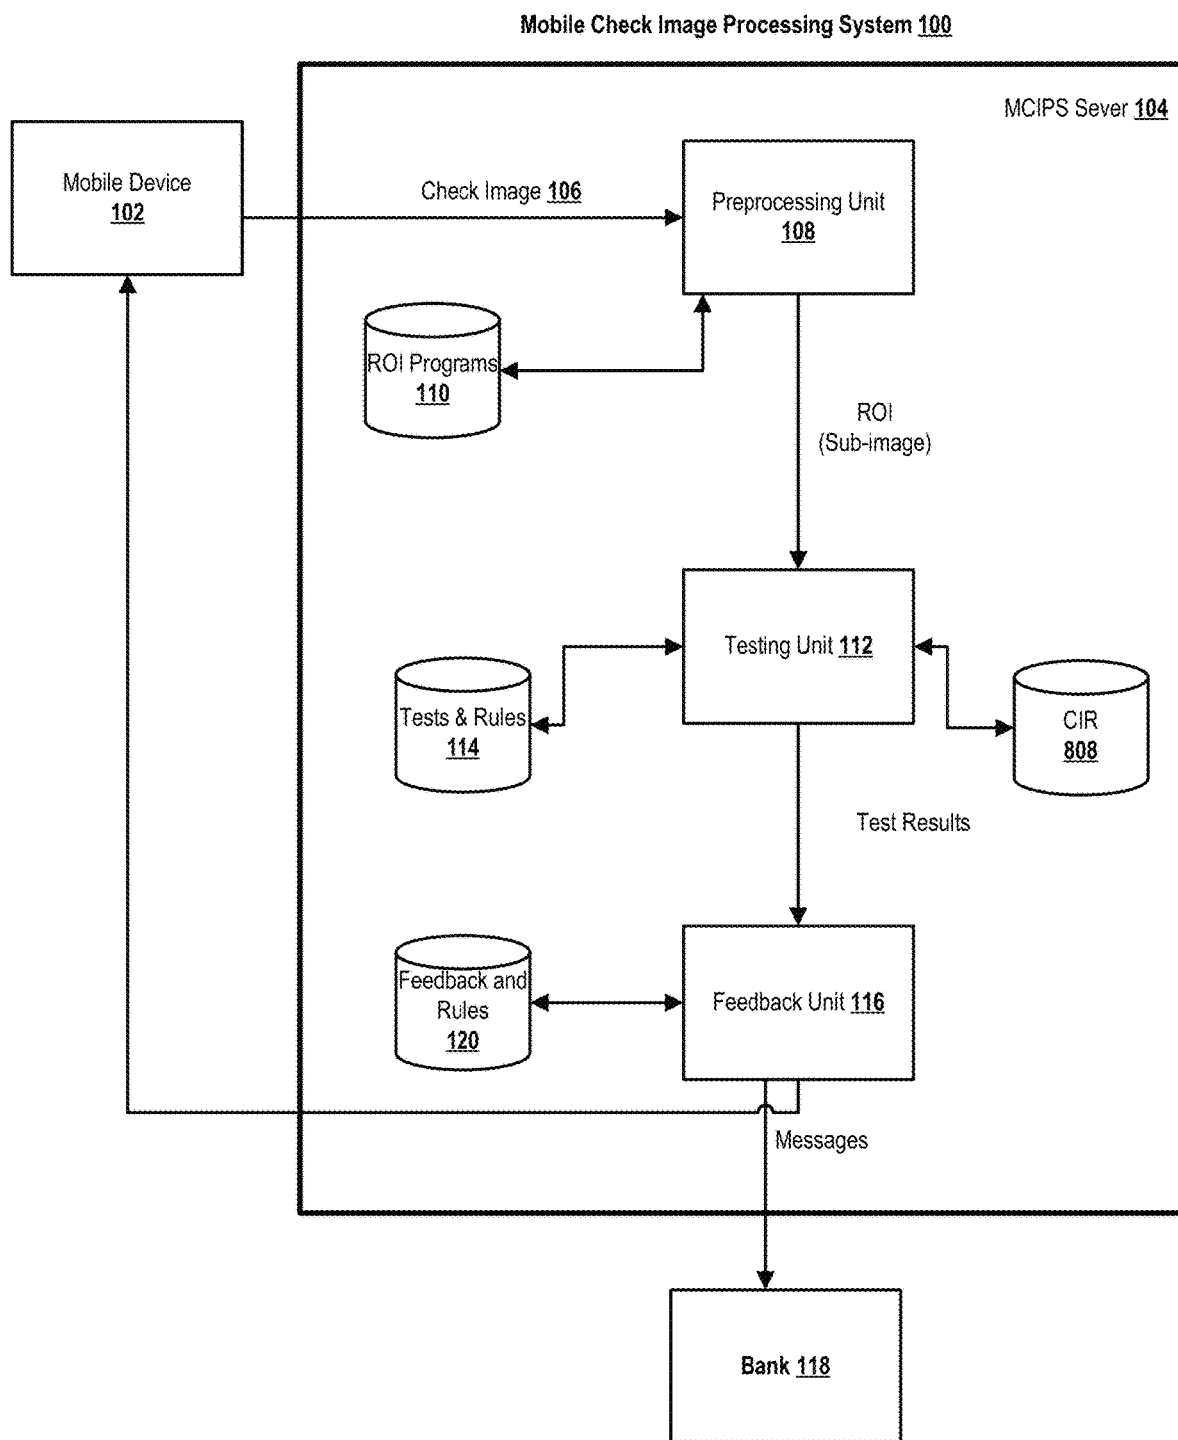 Mobile Check Image Processing System 100
MCIPS Sever 104
Mobile Device
102
Check Image 106
Preprocessing Unit
108
ROI Programs
110
ROI
(Sub-image)
Testing Unit 112
Tests & Rules
114
CIR
808
Test Results
Feedback and
Rules
120
Feedback Unit 116
Messages
Bank 118